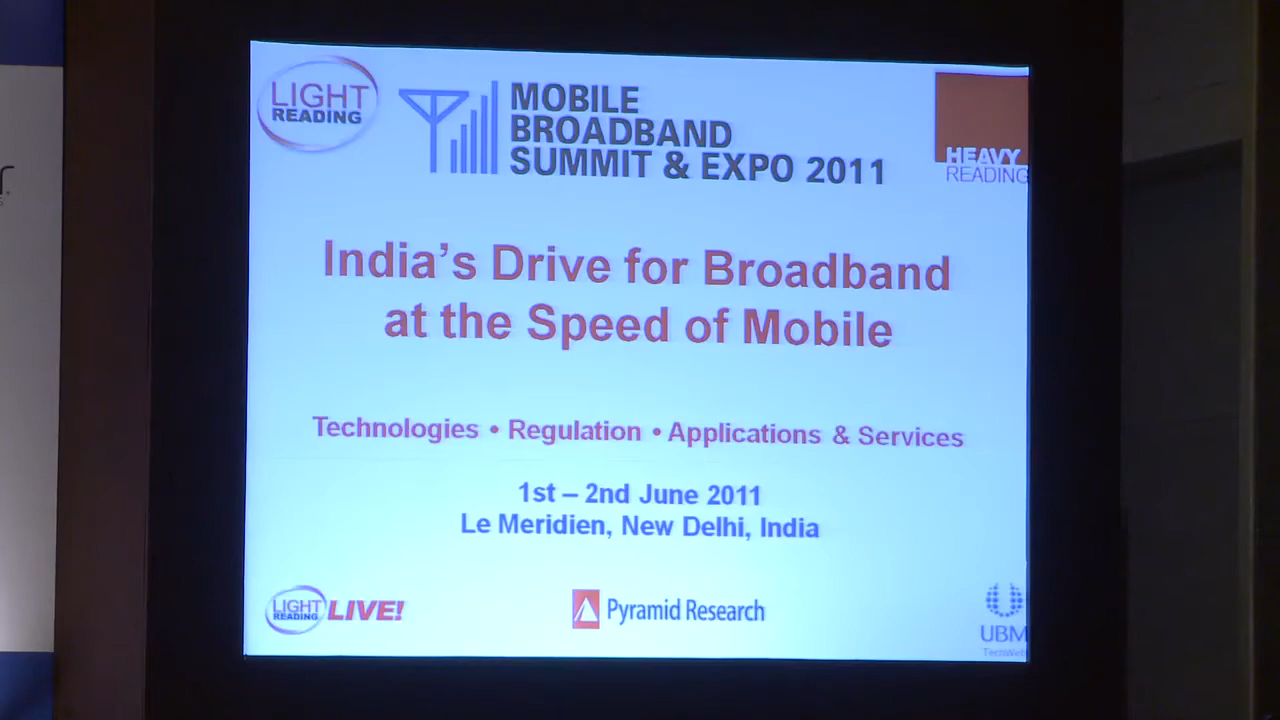 LIGHT
READING
MOBILE
BROADBAND
SUMMIT & EXPO 2011
HEAVY
READING
India's Drive for Broadband
at the Speed of Mobile
Technologies • Regulation • Applications & Services
1st – 2nd June 2011
Le Meridien, New Delhi, India
LIGHT
READING
LIVE!
Pyramid Research
UBM
TechWeb